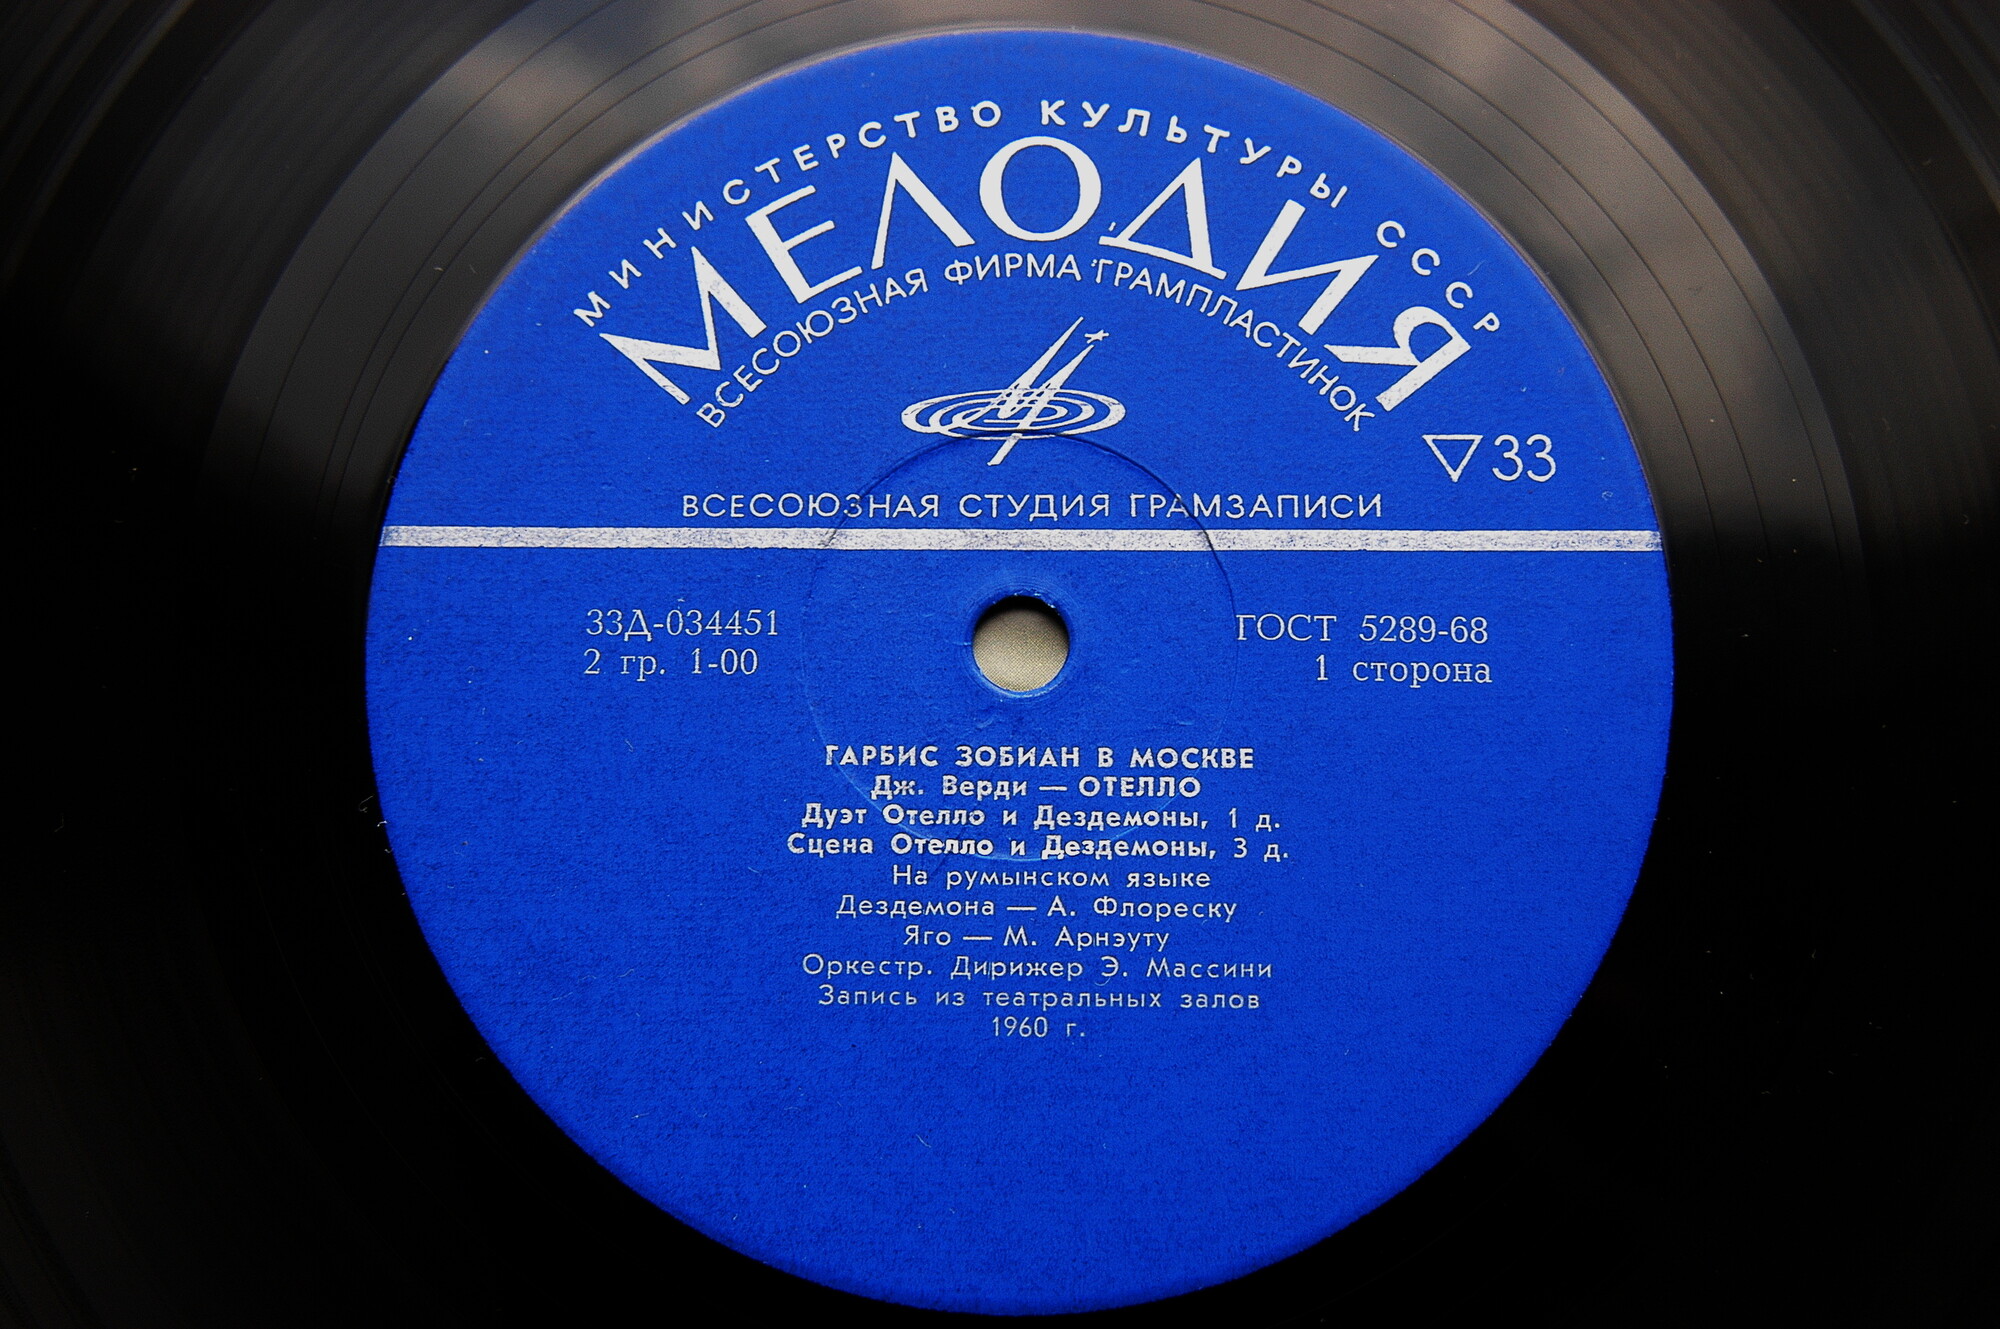 МИНИСТЕРСТВО КУЛЬТУРЫ СССР
МЕЛОДИЯ
ВСЕСОЮЗНАЯ ФИРМА ГРАМПЛАСТИНОК
▽33
ВСЕСОЮЗНАЯ СТУДИЯ ГРАМЗАПИСИ
33Д-034451
2 гр. 1-00
ГОСТ 5289-68
1 сторона
ГАРБИС ЗОБИАН В МОСКВЕ
Дж. Верди — ОТЕЛЛО
Дуэт Отелло и Дездемоны, 1 д.
Сцена Отелло и Дездемоны, 3 д.
На румынском языке
Дездемона — А. Флореску
Яго — М. Арнэуту
Оркестр. Дирижер Э. Массини
Запись из театральных залов
1960 г.